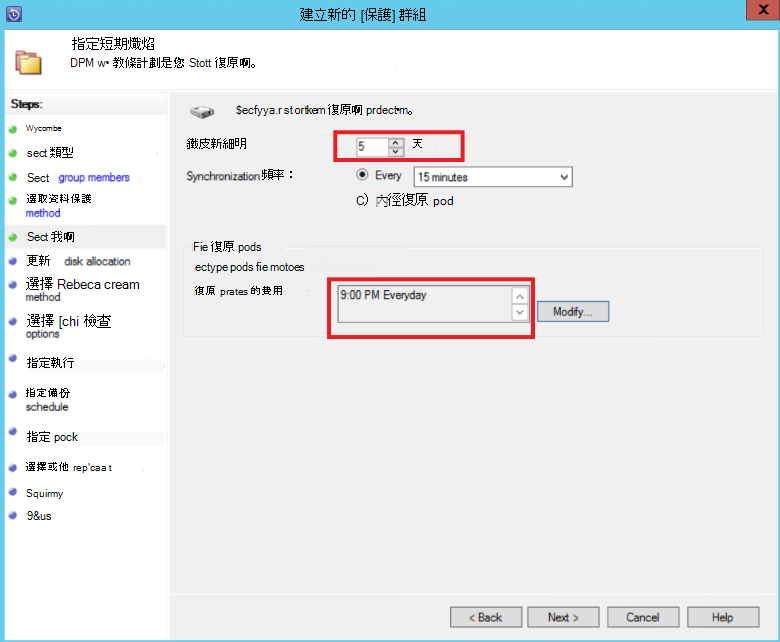 建立新的 [保護] 群組
X
指定短期熾焰
DPM w• 教條計劃是您 Stott 復原啊。
Steps:
Wycombe
sect 類型
Sect group members
選取資料保護
method
Sect 我啊
更新 disk allocation
選擇 Rebeca cream
method
選擇 [chi 檢查
options
指定執行
指定備份
schedule
指定 pock
選擇或他 rep'caa t
Squirmy
9&us
$ecfyya.r st ortkem 復原啊 prdectm。
鐵皮新細明
5
天
Synchronization 頻率：
Every
15 minutes
C) 內徑復原 pod
Fie 復原 pods
ectype pods fie motoes
復原 prates 的費用
9:00 PM Everyday
Modify...
< Back
Next >
Cancel
Help